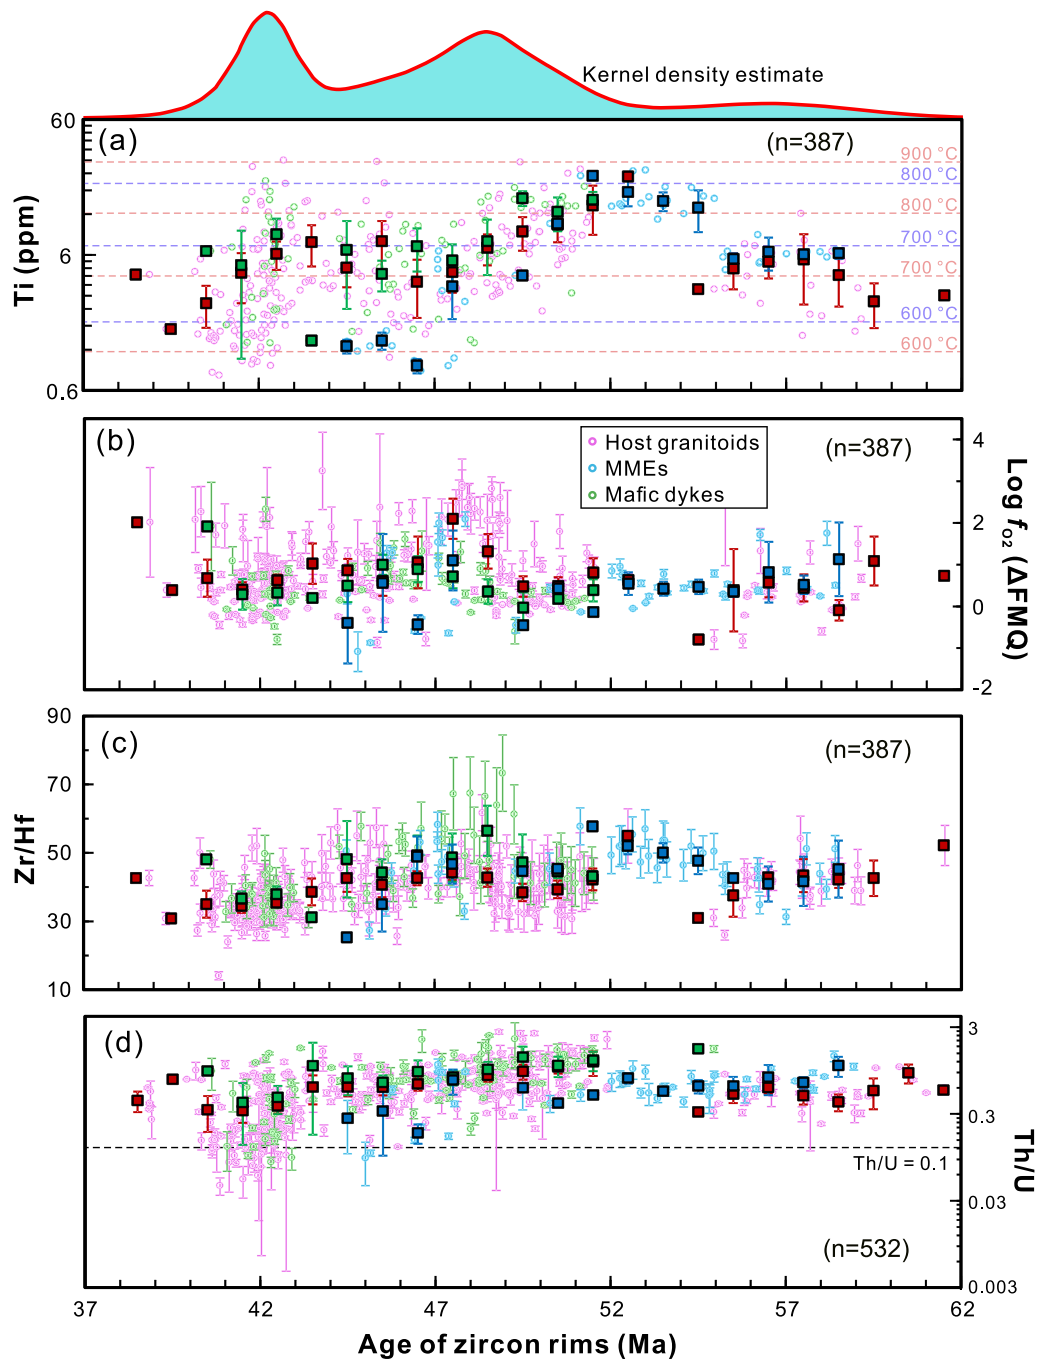 Kernel density estimate
60
(a)
(n=387)
900 °C
800 °C
800 °C
Ti (ppm)
6
700 °C
700 °C
600 °C
600 °C
0.6
(b)
Host granitoids
MMEs
Mafic dykes
(n=387)
4
2
0
-2
Log fO2 (ΔFMQ)
90
(c)
(n=387)
70
Zr/Hf
50
30
10
(d)
3
0.3
Th/U = 0.1
Th/U
0.03
(n=532)
0.003
37 42 47 52 57 62
Age of zircon rims (Ma)